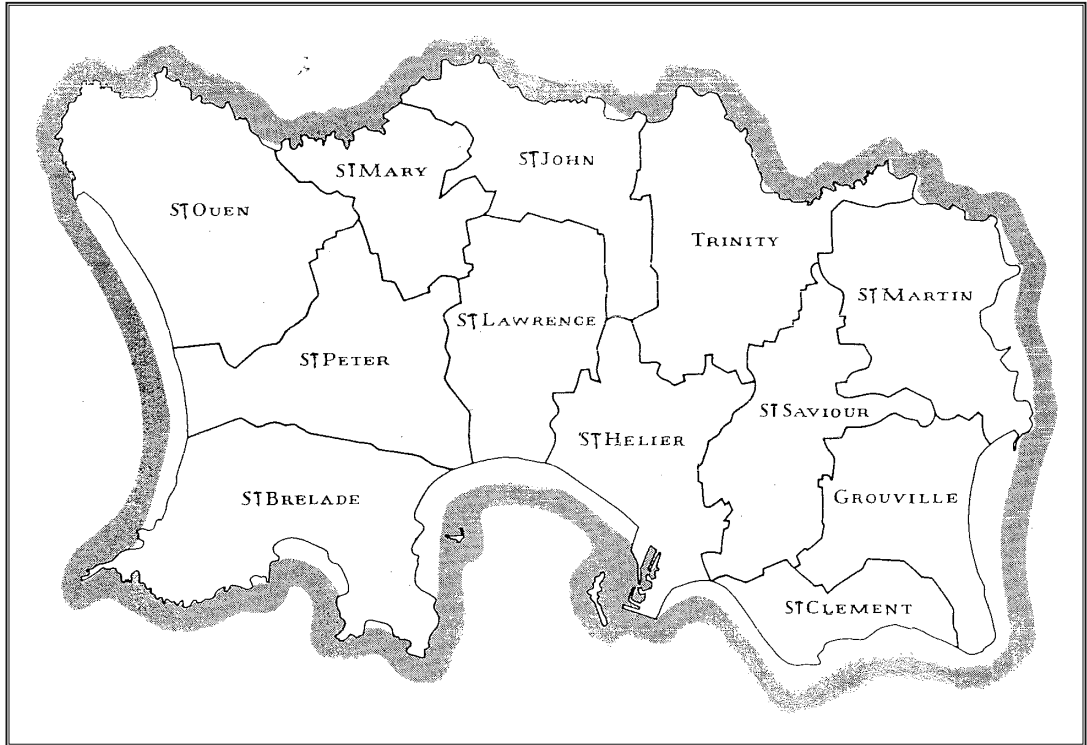 St JOHN
St MARY
St OUEN
TRINITY
St MARTIN
St LAWRENCE
St PETER
St SAVIOUR
St HELIER
St BRELADE
GROUVILLE
St CLEMENT